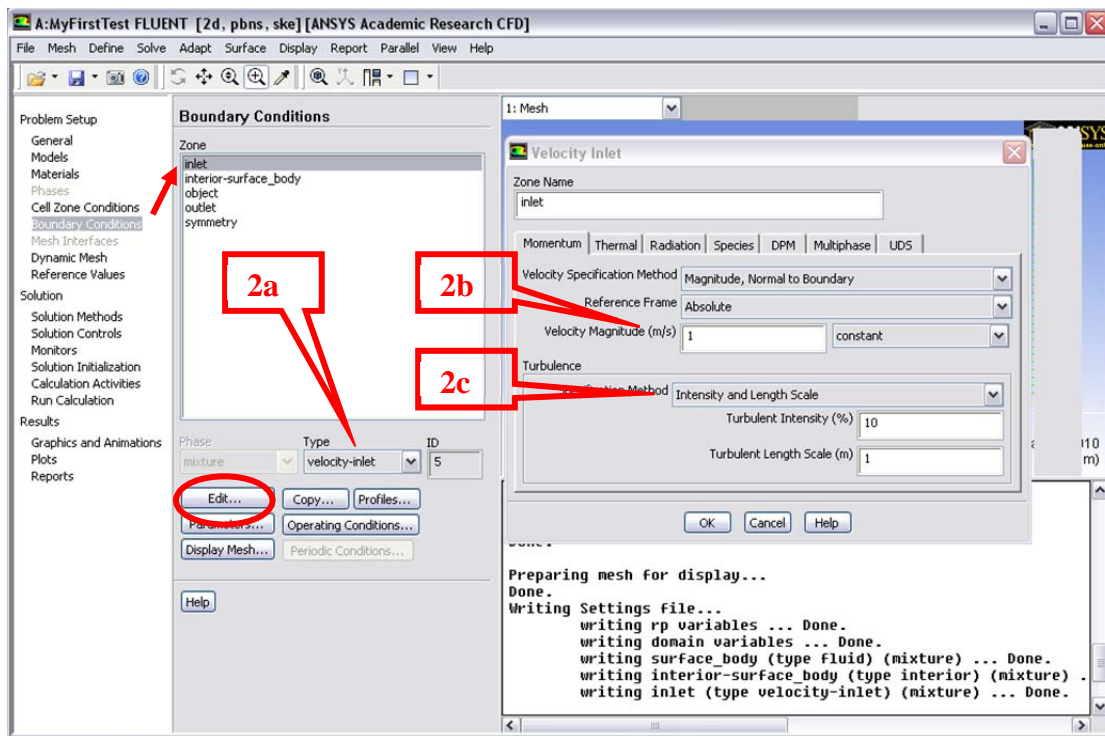 A:MyFirstTest FLUENT [2d, pbns, ske] [ANSYS Academic Research CFD]
File Mesh Define Solve Adapt Surface Display Report Parallel View Help
Problem Setup
General
Models
Materials
Phases
Cell Zone Conditions
Boundary Conditions
Mesh Interfaces
Dynamic Mesh
Reference Values
Solution
Solution Methods
Solution Controls
Monitors
Solution Initialization
Calculation Activities
Run Calculation
Results
Graphics and Animations
Plots
Reports
Boundary Conditions
Zone
inlet
interior-surface_body
object
outlet
symmetry
2a
Phase Type ID
mixture velocity-inlet 5
Edit... Copy... Profiles...
Parameters... Operating Conditions...
Display Mesh... Periodic Conditions...
Help
1: Mesh
Velocity Inlet
Zone Name
inlet
Momentum Thermal Radiation Species DPM Multiphase UDS
2b
Velocity Specification Method Magnitude, Normal to Boundary
Reference Frame Absolute
Velocity Magnitude (m/s) 1 constant
Turbulence
2c
Method Intensity and Length Scale
Turbulent Intensity (%) 10
Turbulent Length Scale (m) 1
OK Cancel Help
SYS
010
m)
Done.
Preparing mesh for display...
Done.
Writing Settings file...
writing rp variables ... Done.
writing domain variables ... Done.
writing surface_body (type fluid) (mixture) ... Done.
writing interior-surface_body (type interior) (mixture) .
writing inlet (type velocity-inlet) (mixture) ... Done.